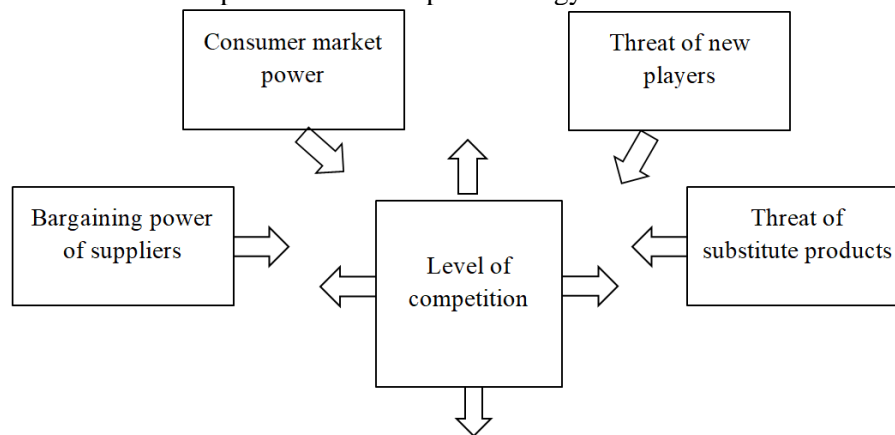 Consumer market
power
Threat of new
players
Bargaining power
of suppliers
Level of
competition
Threat of
substitute products